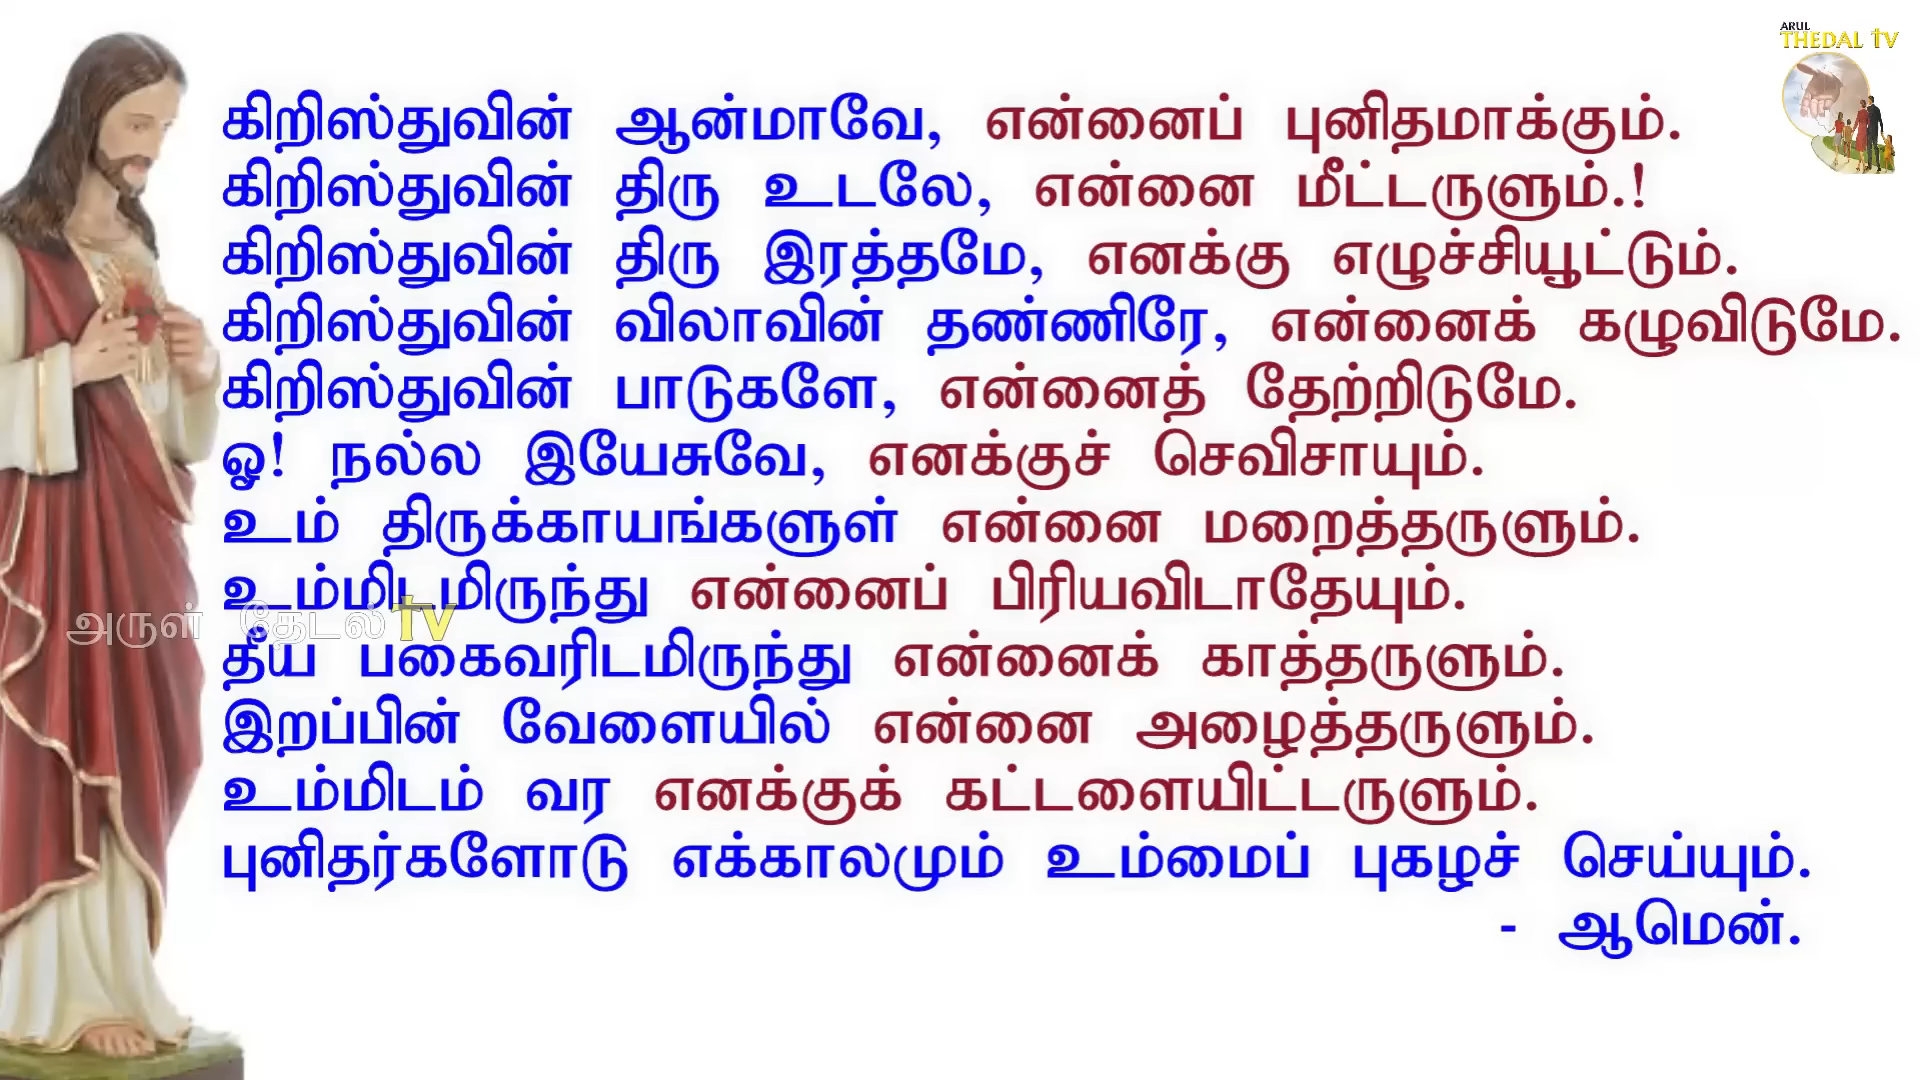 ARUL
THEDAL TV
கிறிஸ்துவின் ஆன்மாவே, என்னைப் புனிதமாக்கும்.
கிறிஸ்துவின் திரு உடலே, என்னை மீட்டருளும்.!
கிறிஸ்துவின் திரு இரத்தமே, எனக்கு எழுச்சியூட்டும்.
கிறிஸ்துவின் விலாவின் தண்ணிரே, என்னைக் கழுவிடுமே.
கிறிஸ்துவின் பாடுகளே, என்னைத் தேற்றிடுமே.
ஓ! நல்ல இயேசுவே, எனக்குச் செவிசாயும்.
உம் திருக்காயங்களுள் என்னை மறைத்தருளும்.
உம்மிடமிருந்து என்னைப் பிரியவிடாதேயும்.
அருள் தேடல் TV
தீய பகைவரிடமிருந்து என்னைக் காத்தருளும்.
இறப்பின் வேளையில் என்னை அழைத்தருளும்.
உம்மிடம் வர எனக்குக் கட்டளையிட்டருளும்.
புனிதர்களோடு எக்காலமும் உம்மைப் புகழச் செய்யும்.
- ஆமென்.